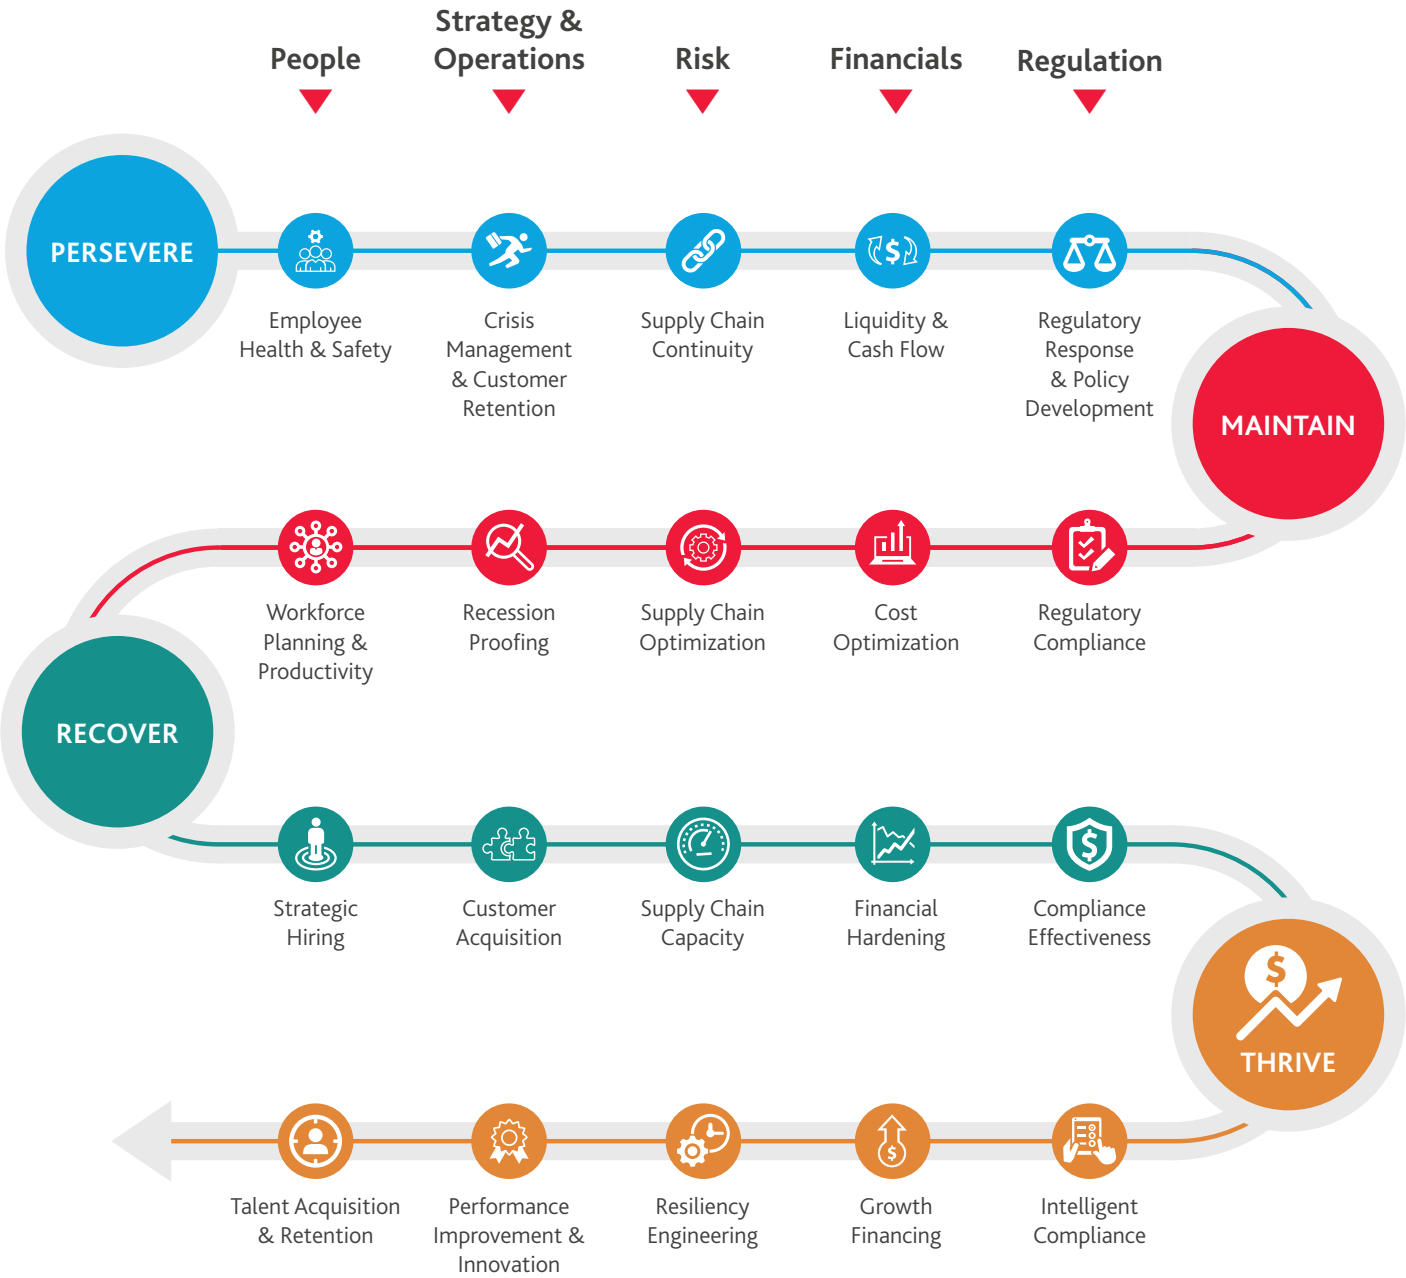 People
Strategy &
Operations
Risk
Financials
Regulation
PERSEVERE
Employee
Health & Safety
Crisis
Management
& Customer
Retention
Supply Chain
Continuity
$
Liquidity &
Cash Flow
Regulatory
Response
& Policy
Development
MAINTAIN
Workforce
Planning &
Productivity
Recession
Proofing
Supply Chain
Optimization
Cost
Optimization
Regulatory
Compliance
RECOVER
Strategic
Hiring
Customer
Acquisition
Supply Chain
Capacity
Financial
Hardening
$
Compliance
Effectiveness
$
THRIVE
Talent Acquisition
& Retention
Performance
Improvement &
Innovation
Resiliency
Engineering
$
Growth
Financing
Intelligent
Compliance